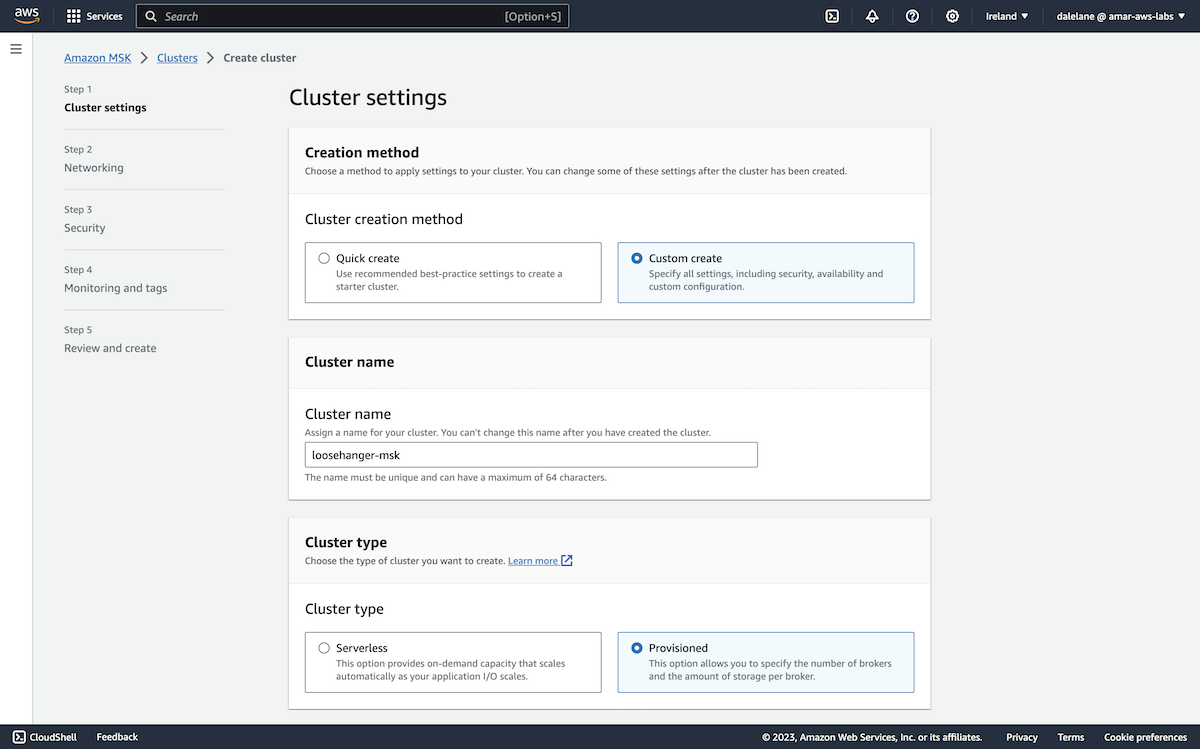 aws
Services
Search
[Option+S]
Ireland ▼
dalelane @ amar-aws-labs ▼
Amazon MSK > Clusters > Create cluster
Step 1
Cluster settings
Step 2
Networking
Step 3
Security
Step 4
Monitoring and tags
Step 5
Review and create
Cluster settings
Creation method
Choose a method to apply settings to your cluster. You can change some of these settings after the cluster has been created.
Cluster creation method
Quick create
Use recommended best-practice settings to create a
starter cluster.
Custom create
Specify all settings, including security, availability and
custom configuration.
Cluster name
Cluster name
Assign a name for your cluster. You can't change this name after you have created the cluster.
loosehanger-msk
The name must be unique and can have a maximum of 64 characters.
Cluster type
Choose the type of cluster you want to create. Learn more
Cluster type
Serverless
This option provides on-demand capacity that scales
automatically as your application I/O scales.
Provisioned
This option allows you to specify the number of brokers
and the amount of storage per broker.
CloudShell
Feedback
© 2023, Amazon Web Services, Inc. or its affiliates.
Privacy
Terms
Cookie preferences